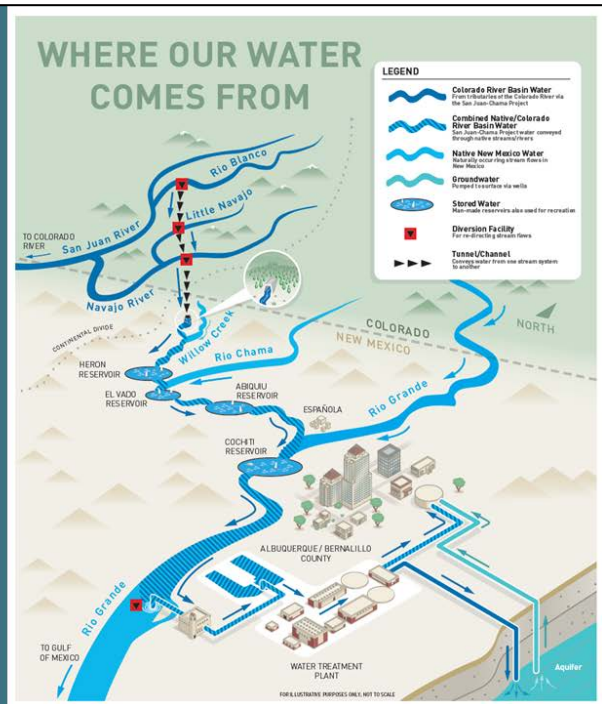 WHERE OUR WATER
COMES FROM
LEGEND
Colorado River Basin Water
From tributaries of the Colorado River via
the San Juan-Chama Project
Combined Native/Colorado
River Basin Water
San Juan-Chama Project water conveyed
through native streams/rivers
Native New Mexico Water
Naturally occurring stream flows in
New Mexico
Groundwater
Pumped to surface via wells
Stored Water
Man-made reservoirs also used for recreation
Diversion Facility
For re-directing stream flows
Tunnel/Channel
Conveys water from one stream system
to another
Rio Blanco
Little Navajo
TO COLORADO
RIVER
San Juan River
Navajo River
CONTINENTAL DIVIDE
Willow Creek
COLORADO
NEW MEXICO
NORTH
HERON
RESERVOIR
Rio Chama
EL VADO
RESERVOIR
ABIQUIU
RESERVOIR
ESPAÑOLA
Rio Grande
COCHITI
RESERVOIR
ALBUQUERQUE / BERNALILLO
COUNTY
Rio Grande
TO GULF
OF MEXICO
WATER TREATMENT
PLANT
Aquifer
FOR ILLUSTRATIVE PURPOSES ONLY; NOT TO SCALE